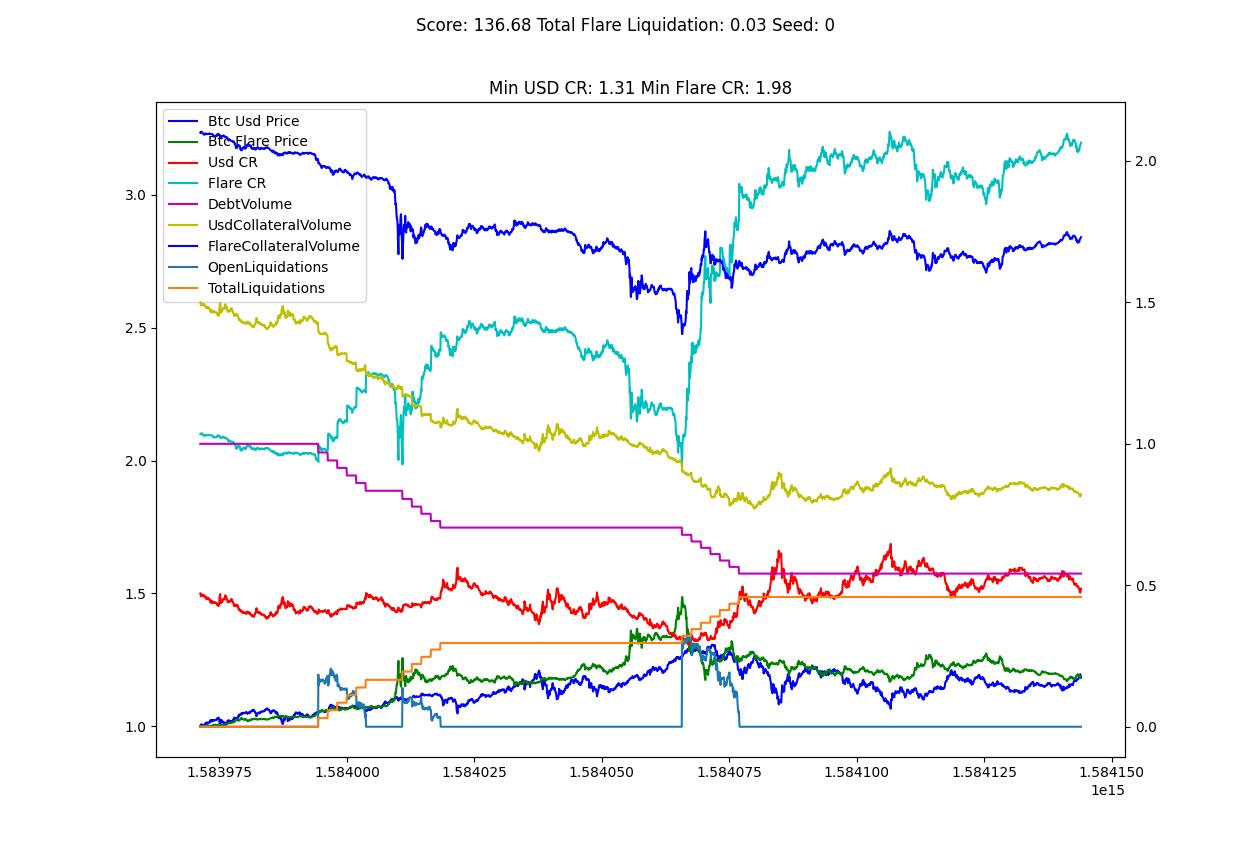 Score: 136.68 Total Flare Liquidation: 0.03 Seed: 0
Min USD CR: 1.31 Min Flare CR: 1.98
Btc Usd Price
Btc Flare Price
Usd CR
Flare CR
DebtVolume
UsdCollateralVolume
FlareCollateralVolume
OpenLiquidations
TotalLiquidations
3.0
2.5
2.0
1.5
1.0
2.0
1.5
1.0
0.5
0.0
1.583975 1.584000 1.584025 1.584050 1.584075 1.584100 1.584125 1.584150
1e15